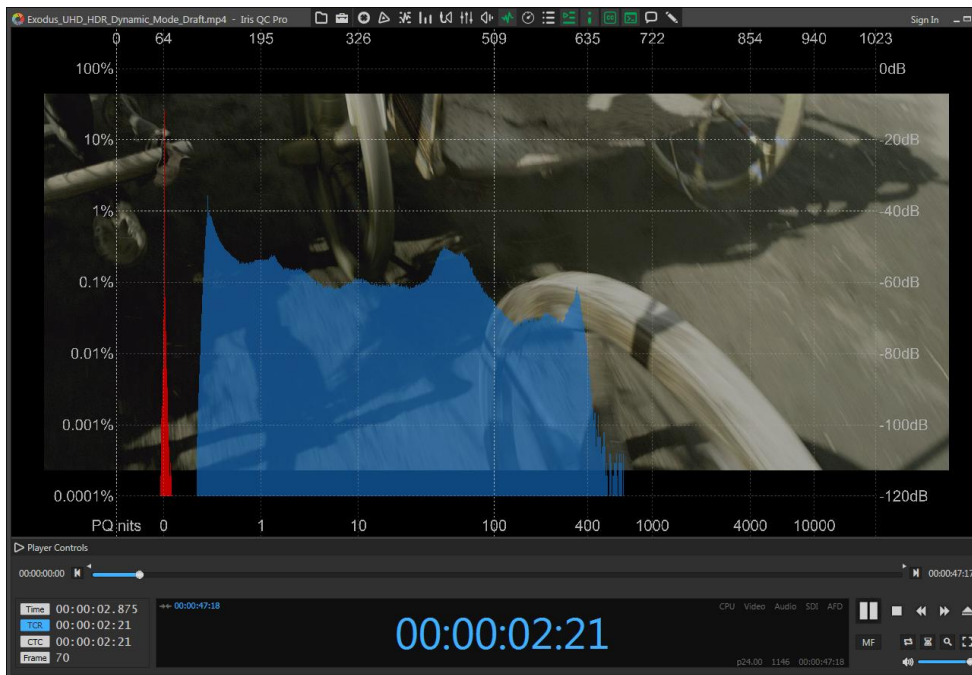 Exodus_UHD_HDR_Dynamic_Mode_Draft.mp4 - Iris QC Pro
CC
Sign In
0 64 195 326 509 635 722 854 940 1023
100% 0dB
10% -20dB
1% -40dB
0.1% -60dB
0.01% -80dB
0.001% -100dB
0.0001% -120dB
PQ nits 0 1 10 100 400 1000 4000 10000
Player Controls
00:00:00:00 00:00:47:17
Time 00:00:02.875
TCR 00:00:02:21
CTC 00:00:02:21
Frame 70
00:00:47:18
CPU Video Audio SDI AFD
00:00:02:21
p24.00 1146 00:00:47:18
MF